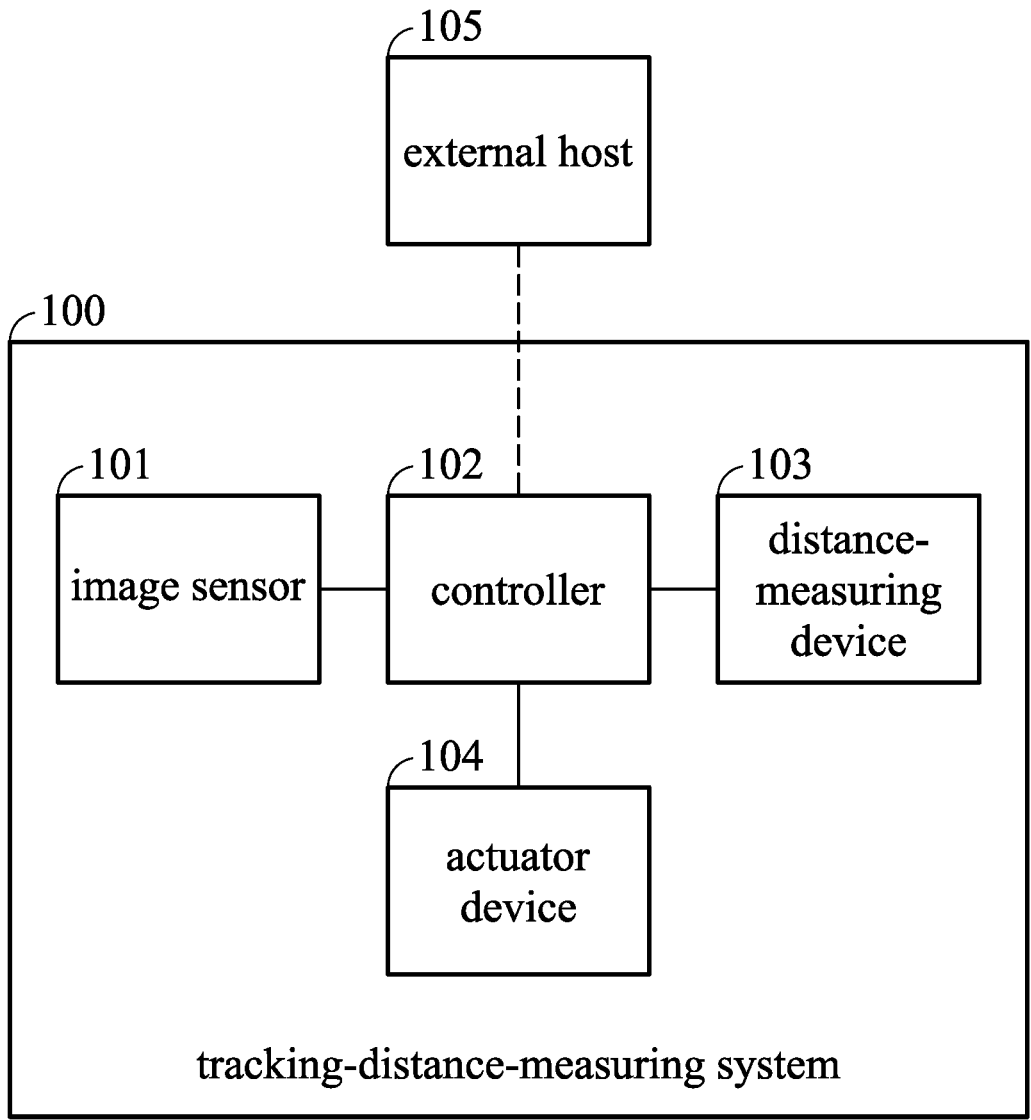 105
external host
100
101
102
103
image sensor
controller
distance-
measuring
device
104
actuator
device
tracking-distance-measuring system